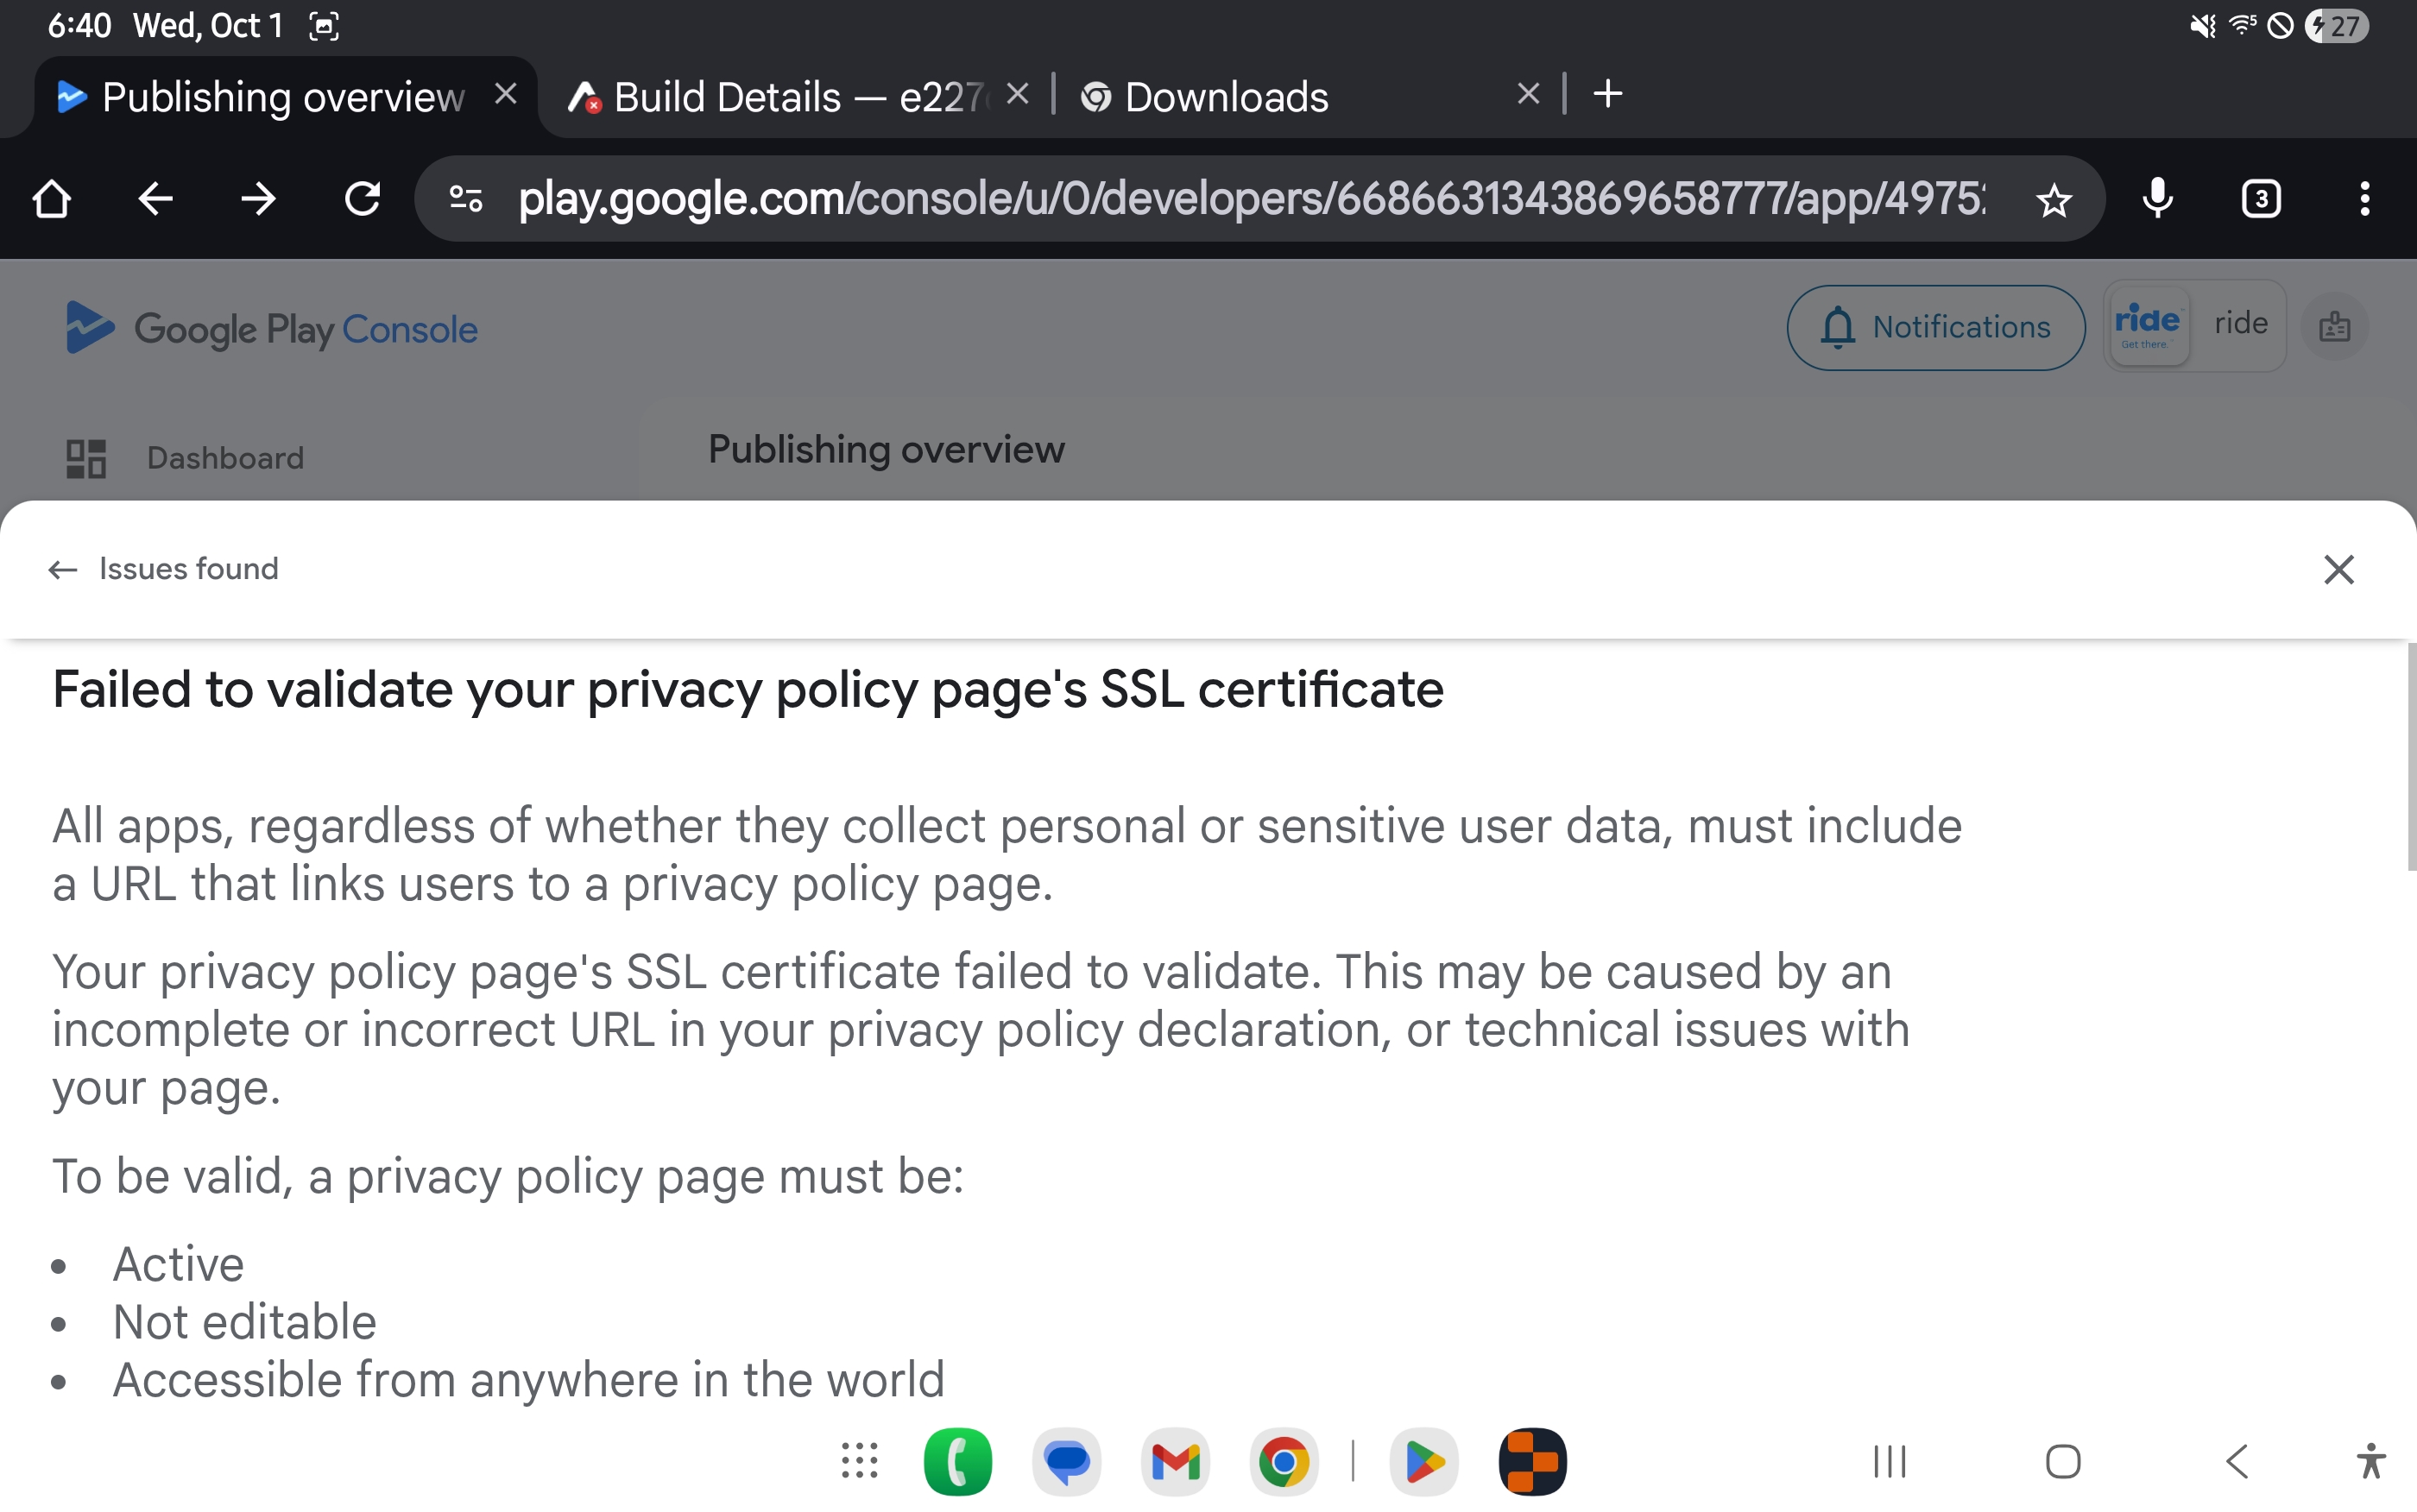 6:40 Wed, Oct 1
5 27
Publishing overview
Build Details — e227
Downloads
play.google.com/console/u/0/developers/6686631343869658777/app/4975
3
Google Play Console
Notifications
ride
Get there.
ride
Dashboard
Publishing overview
Issues found
Failed to validate your privacy policy page's SSL certificate
All apps, regardless of whether they collect personal or sensitive user data, must include
a URL that links users to a privacy policy page.
Your privacy policy page's SSL certificate failed to validate. This may be caused by an
incomplete or incorrect URL in your privacy policy declaration, or technical issues with
your page.
To be valid, a privacy policy page must be:
• Active
• Not editable
• Accessible from anywhere in the world